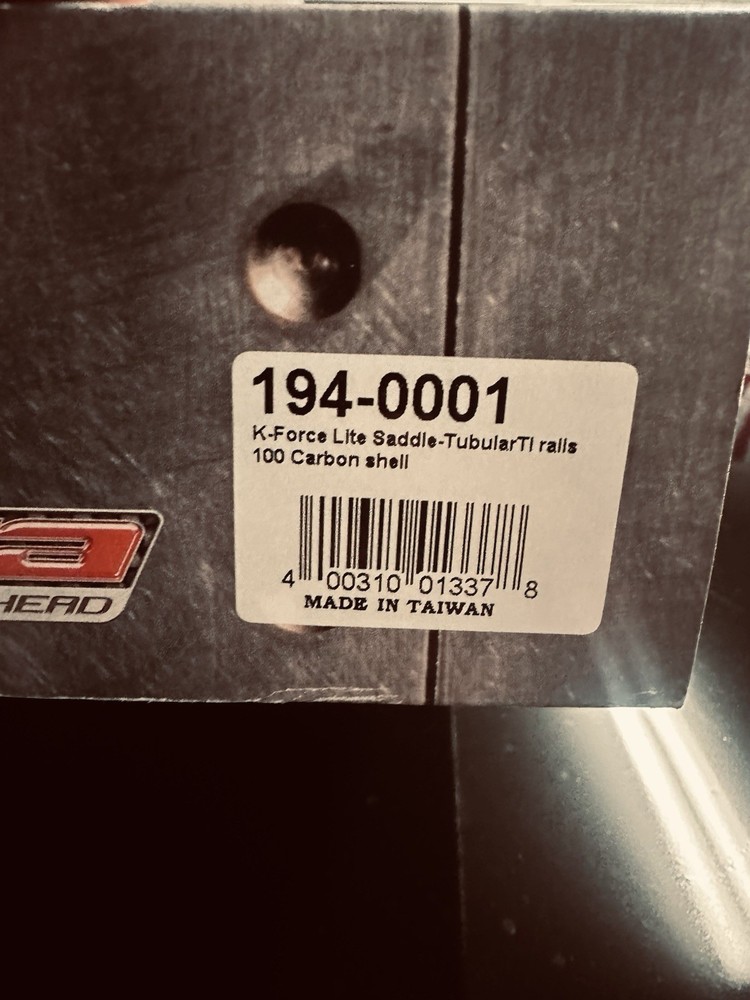 194-0001
K-Force Lite Saddle-TubularTI rails
100 Carbon shell
4 00310 01337 8
MADE IN TAIWAN
a
HEAD